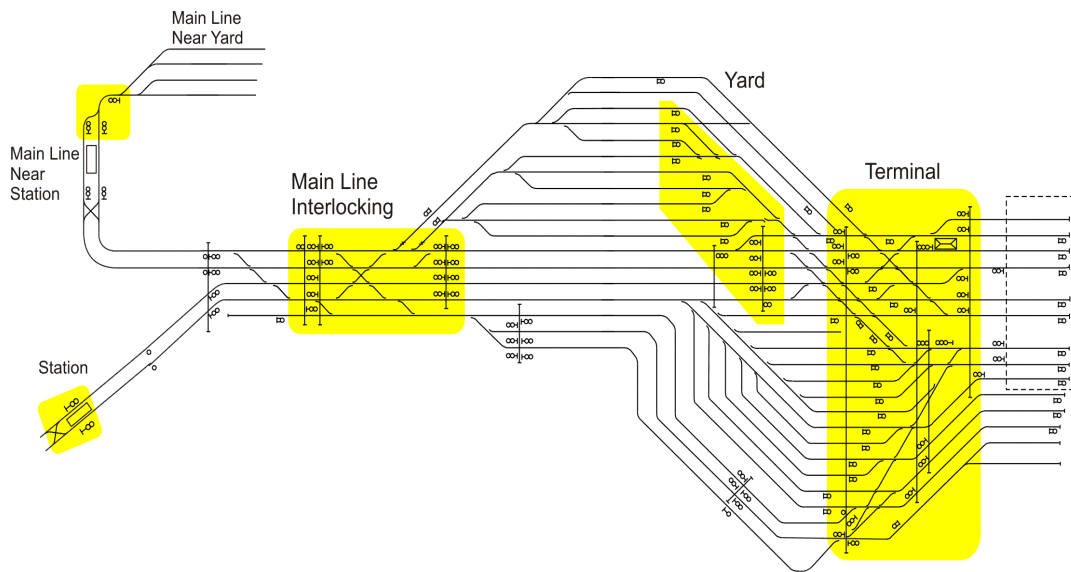 Main Line
Near Yard
Yard
Main Line
Near
Station
Terminal
Main Line
Interlocking
Station